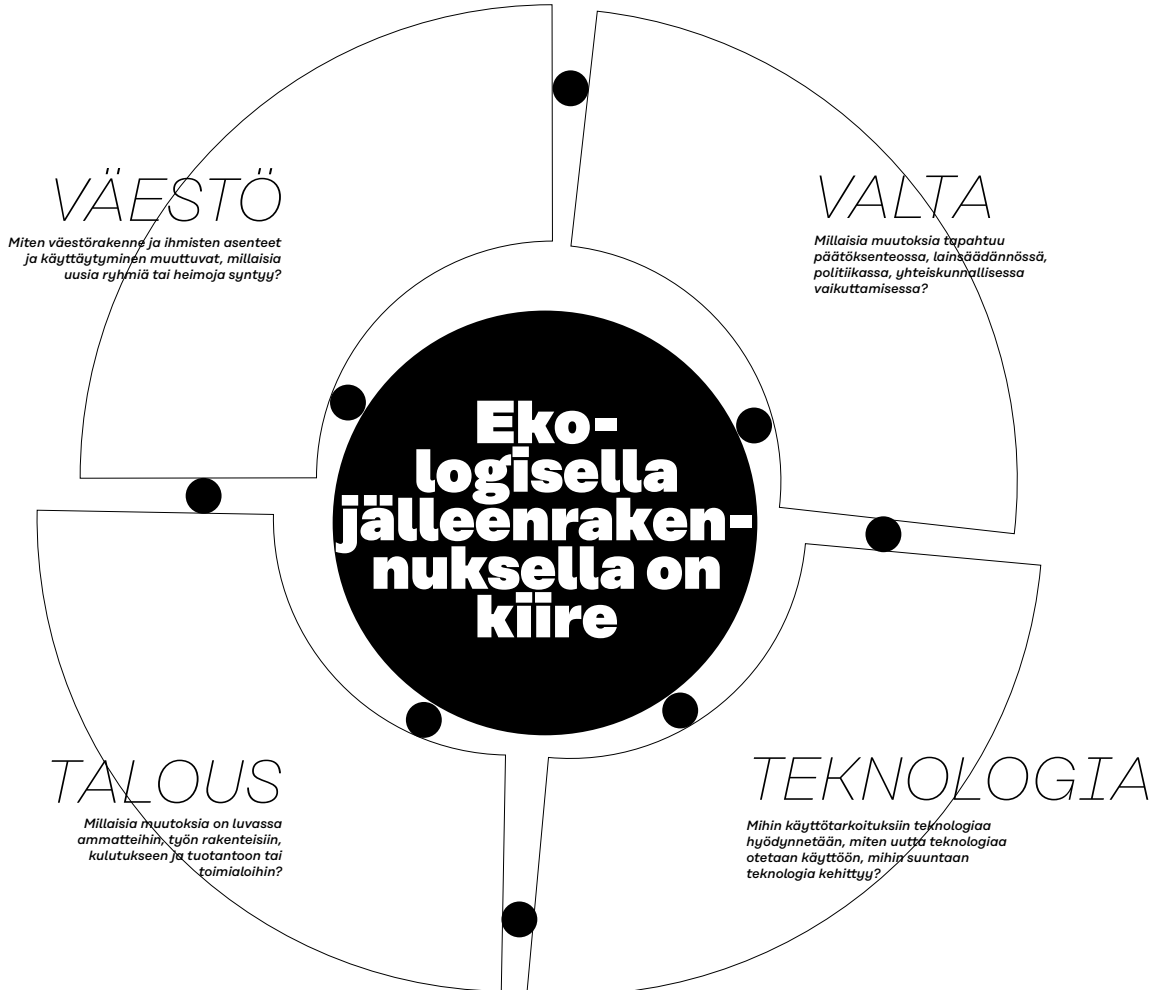 VÄESTÖ
Miten väestörakenne ja ihmisten asenteet
ja käyttäytyminen muuttuvat, millaisia
uusia ryhmiä tai heimoja syntyy?
VALTA
Millaisia muutoksia tapahtuu
päätöksenteossa, lainsäädännössä,
politiikassa, yhteiskunnallisessa
vaikuttamisessa?
Eko-
logisella
jälleenraken-
nuksella on
kiire
TALOUS
Millaisia muutoksia on luvassa
ammatteihin, työn rakenteisiin,
kulutukseen ja tuotantoon tai
toimialoihin?
TEKNOLOGIA
Mihin käyttötarkoituksiin teknologiaa
hyödynnetään, miten uutta teknologiaa
otetaan käyttöön, mihin suuntaan
teknologia kehittyy?